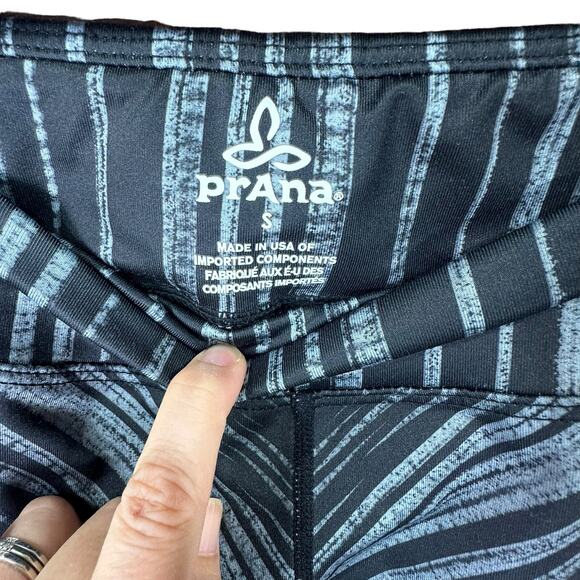 prAna®
S
MADE IN USA OF
IMPORTED COMPONENTS
FABRIQUÉ AUX É-U DES
COMPOSANTS IMPORTÉS